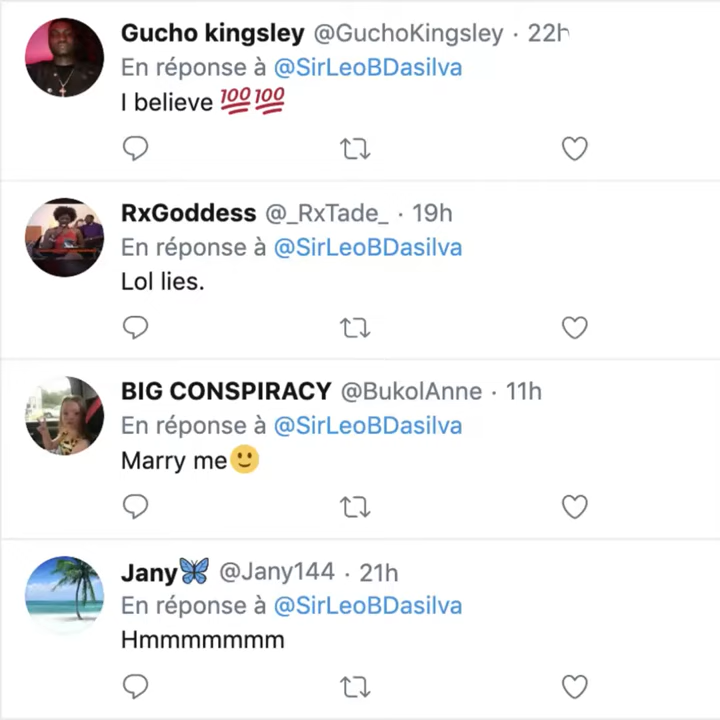 Gucho kingsley @GuchoKingsley · 22h
En réponse à @SirLeoBDasilva
I believe 💯💯
RxGoddess @_RxTade_ · 19h
En réponse à @SirLeoBDasilva
Lol lies.
BIG CONSPIRACY @BukolAnne · 11h
En réponse à @SirLeoBDasilva
Marry me🙂
Jany🦋 @Jany144 · 21h
En réponse à @SirLeoBDasilva
Hmmmmmmm